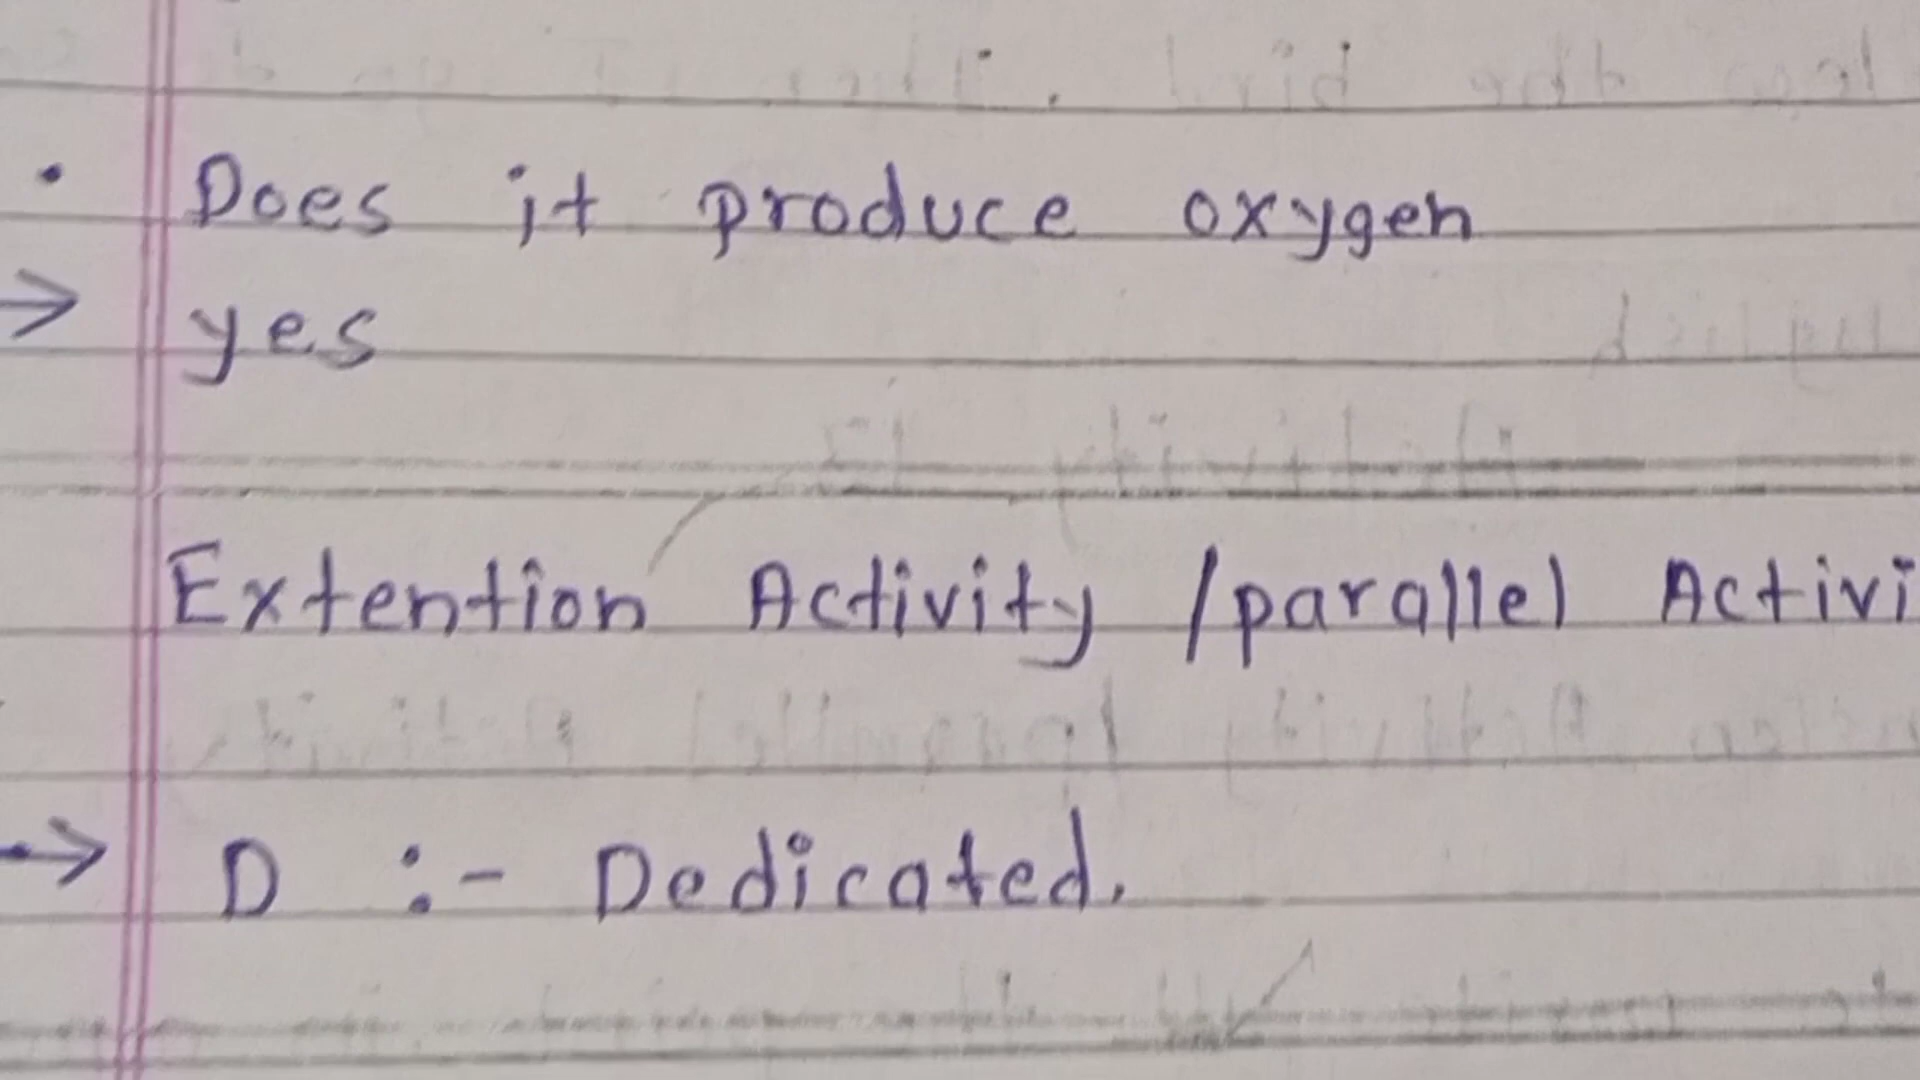 • Does it produce oxygen
→ yes
Extention Activity / parallel Activi
→ D :- Dedicated.